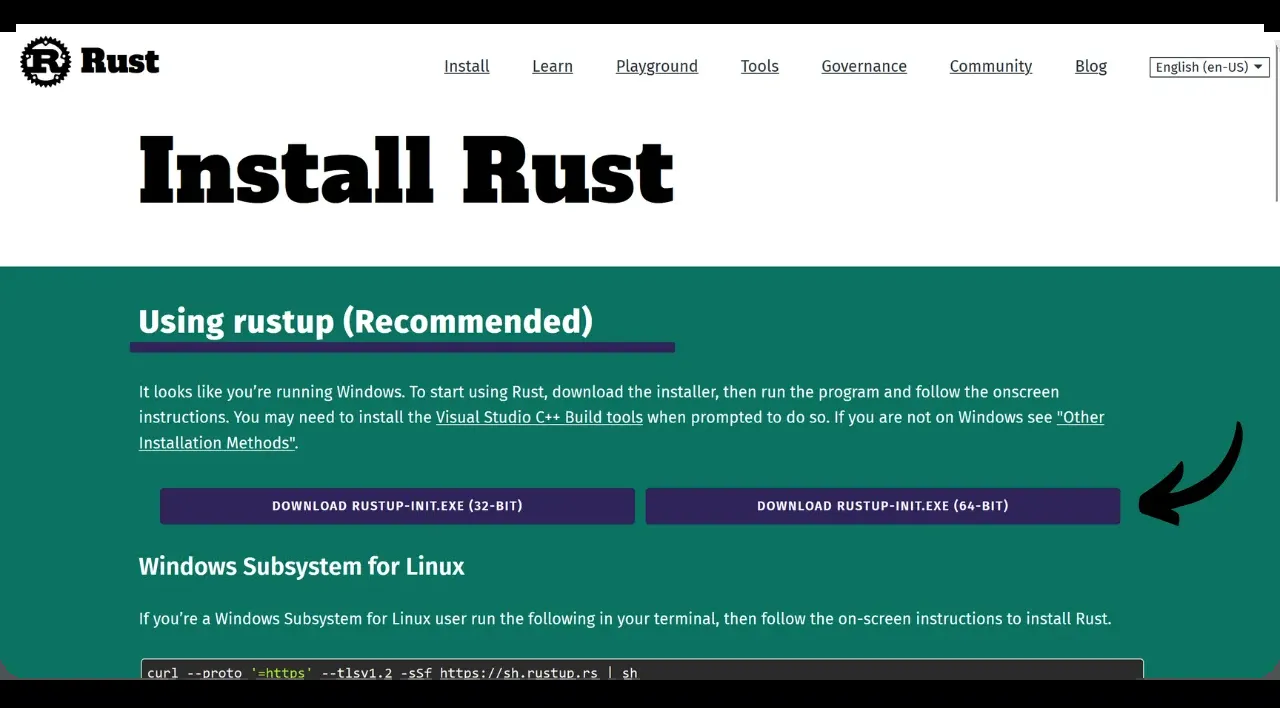 Rust
Install Learn Playground Tools Governance Community Blog English (en-US)
Install Rust
Using rustup (Recommended)
It looks like you’re running Windows. To start using Rust, download the installer, then run the program and follow the onscreen
instructions. You may need to install the Visual Studio C++ Build tools when prompted to do so. If you are not on Windows see "Other
Installation Methods".
DOWNLOAD RUSTUP-INIT.EXE (32-BIT) DOWNLOAD RUSTUP-INIT.EXE (64-BIT)
Windows Subsystem for Linux
If you’re a Windows Subsystem for Linux user run the following in your terminal, then follow the on-screen instructions to install Rust.
curl --proto '=https' --tlsv1.2 -sSf https://sh.rustup.rs | sh